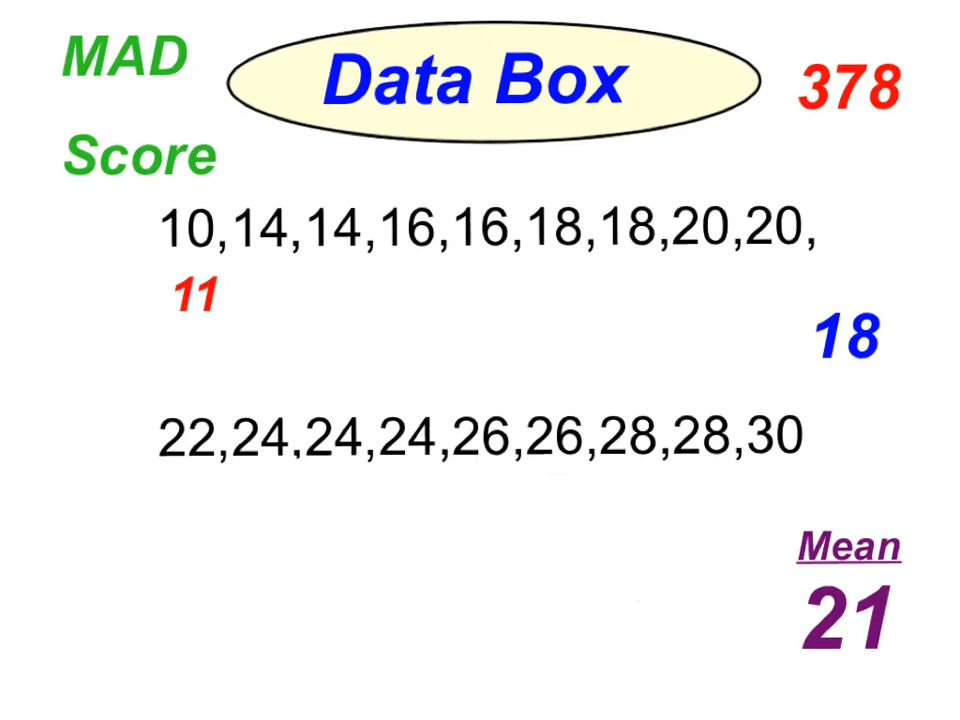 MAD
Data Box
378
Score
10,14,14,16,16,18,18,20,20,
11
18
22,24,24,24,26,26,28,28,30
Mean
21